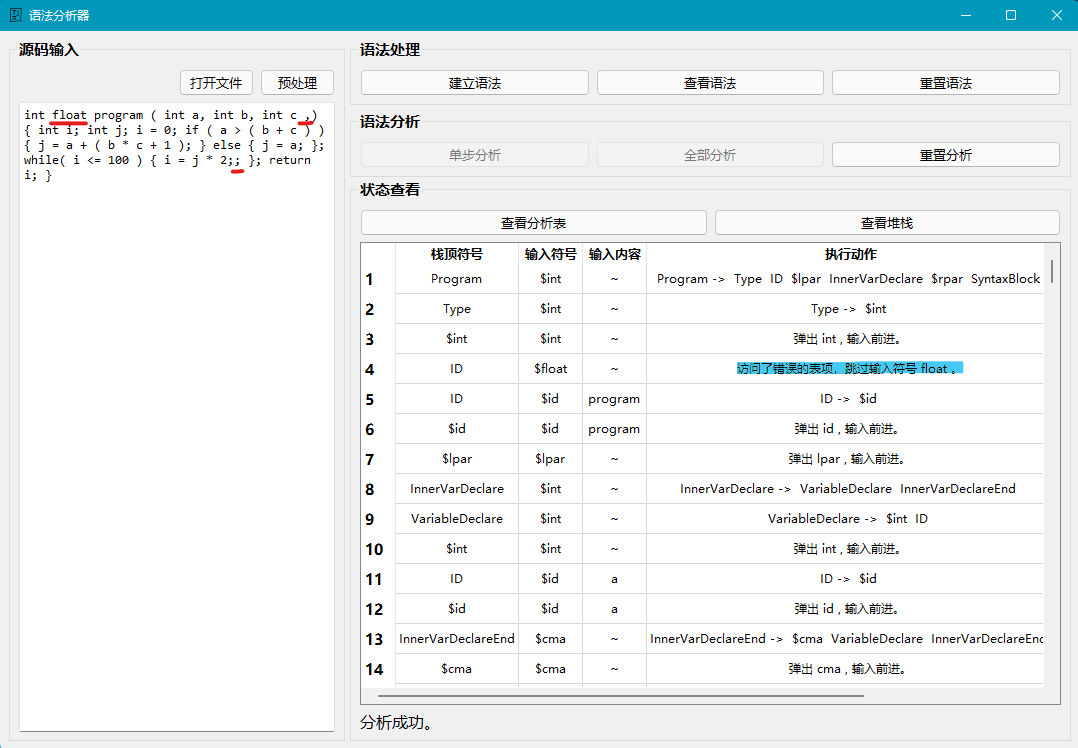 语法分析器
源码输入
打开文件 预处理
int float program ( int a, int b, int c ,)
{ int i; int j; i = 0; if ( a > ( b + c ) )
{ j = a + ( b * c + 1 ); } else { j = a; };
while( i <= 100 ) { i = j * 2;; }; return
i; }
语法处理
建立语法 查看语法 重置语法
语法分析
单步分析 全部分析 重置分析
状态查看
查看分析表 查看堆栈
栈顶符号 输入符号 输入内容 执行动作
1 Program $int ~ Program -> Type ID $lpar InnerVarDeclare $rpar SyntaxBlock
2 Type $int ~ Type -> $int
3 $int $int ~ 弹出 int , 输入前进。
4 ID $float ~ 访问了错误的表项，跳过输入符号 float 。
5 ID $id program ID -> $id
6 $id $id program 弹出 id , 输入前进。
7 $lpar $lpar ~ 弹出 lpar , 输入前进。
8 InnerVarDeclare $int ~ InnerVarDeclare -> VariableDeclare InnerVarDeclareEnd
9 VariableDeclare $int ~ VariableDeclare -> $int ID
10 $int $int ~ 弹出 int , 输入前进。
11 ID $id a ID -> $id
12 $id $id a 弹出 id , 输入前进。
13 InnerVarDeclareEnd $cma ~ InnerVarDeclareEnd -> $cma VariableDeclare InnerVarDeclareEnd
14 $cma $cma ~ 弹出 cma , 输入前进。
分析成功。